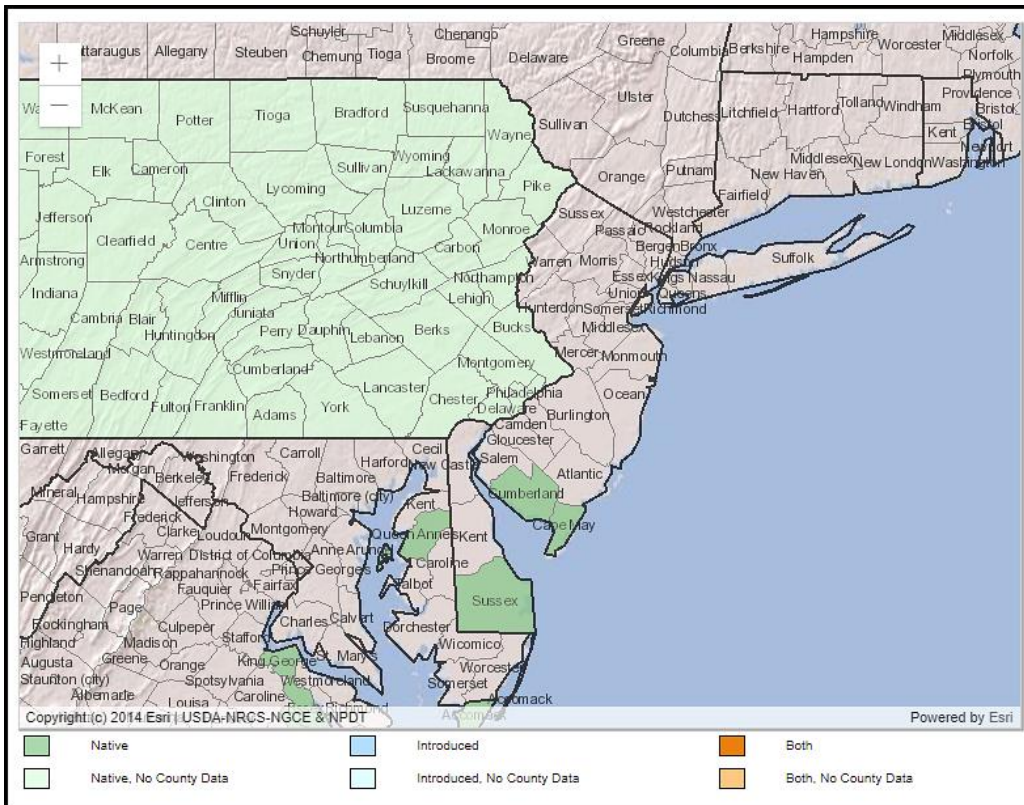 +
−
Schuyler Chenango Greene Hampshire Middlesex
Allegany Steuben Chemung Tioga Broome Delaware Columbia Berkshire Hampden Worcester Norfolk
Plymouth
McKean Potter Tioga Bradford Susquehanna Wayne Sullivan Ulster Dutchess Litchfield Hartford Tolland Windham Providence Bristol
Kent Bristol
Forest Elk Cameron Sullivan Wyoming Lackawanna Pike Orange Putnam Middlesex New London Washington Newport
New Haven
Fairfield
Clinton Lycoming Luzerne Monroe Sussex Westchester
Jefferson Clearfield Centre Union Montour Columbia Carbon Passaic Rockland
Northumberland Bergen Bronx
Armstrong Snyder Schuylkill Northampton Warren Morris Hudson Suffolk
Essex Kings Nassau
Indiana Mifflin Lehigh Union Queens
Juniata Hunterdon Somerset Richmond
Cambria Blair Huntingdon Perry Dauphin Lebanon Berks Bucks Middlesex
Westmoreland Cumberland Montgomery Mercer Monmouth
Somerset Bedford Fulton Franklin Adams York Lancaster Chester Philadelphia Ocean
Delaware Burlington
Fayette Camden
Garrett Allegany Washington Carroll Harford Cecil New Castle Gloucester
Morgan Berkeley Frederick Baltimore Salem Atlantic
Mineral Hampshire Jefferson Baltimore (city) Kent Cumberland
Frederick Howard
Grant Clarke Loudoun Montgomery Queen Annes Kent Cape May
Hardy Warren District of Columbia Anne Arundel Caroline
Shenandoah Rappahannock Prince Georges
Pendleton Fauquier Fairfax Talbot
Page Prince William Sussex
Rockingham Culpeper Charles Calvert Dorchester
Highland Madison Stafford Wicomico
Augusta Greene Orange King George St. Mary's Worcester
Staunton (city) Spotsylvania Westmoreland Somerset
Albemarle Louisa Caroline Richmond Accomack
Copyright:(c) 2014 Esri USDA-NRCS-NGCE & NPDT Accomack Powered by Esri
Native Introduced Both
Native, No County Data Introduced, No County Data Both, No County Data